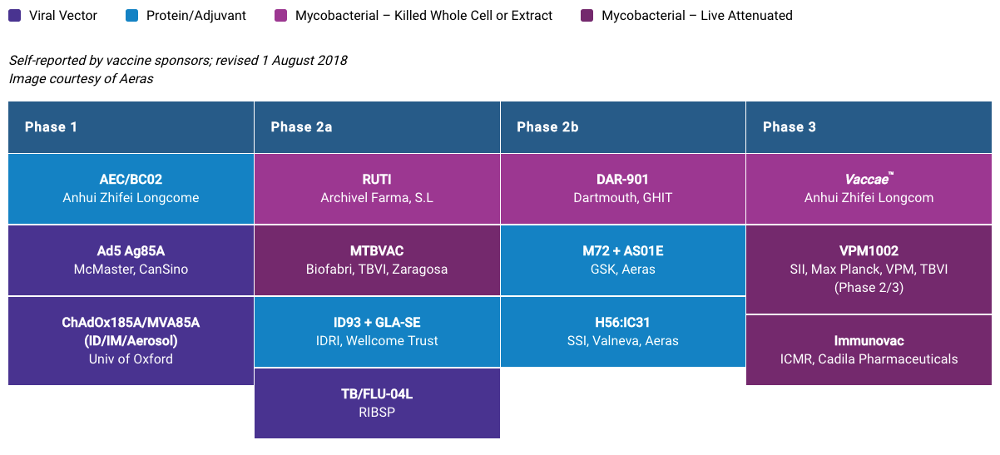 Viral Vector
Protein/Adjuvant
Mycobacterial – Killed Whole Cell or Extract
Mycobacterial – Live Attenuated
Self-reported by vaccine sponsors; revised 1 August 2018
Image courtesy of Aeras
Phase 1
Phase 2a
Phase 2b
Phase 3
AEC/BC02
Anhui Zhifei Longcome
RUTI
Archivel Farma, S.L
DAR-901
Dartmouth, GHIT
Vaccae™
Anhui Zhifei Longcom
Ad5 Ag85A
McMaster, CanSino
MTBVAC
Biofabri, TBVI, Zaragosa
M72 + AS01E
GSK, Aeras
VPM1002
SII, Max Planck, VPM, TBVI
(Phase 2/3)
ChAdOx185A/MVA85A
(ID/IM/Aerosol)
Univ of Oxford
ID93 + GLA-SE
IDRI, Wellcome Trust
H56:IC31
SSI, Valneva, Aeras
Immunovac
ICMR, Cadila Pharmaceuticals
TB/FLU-04L
RIBSP